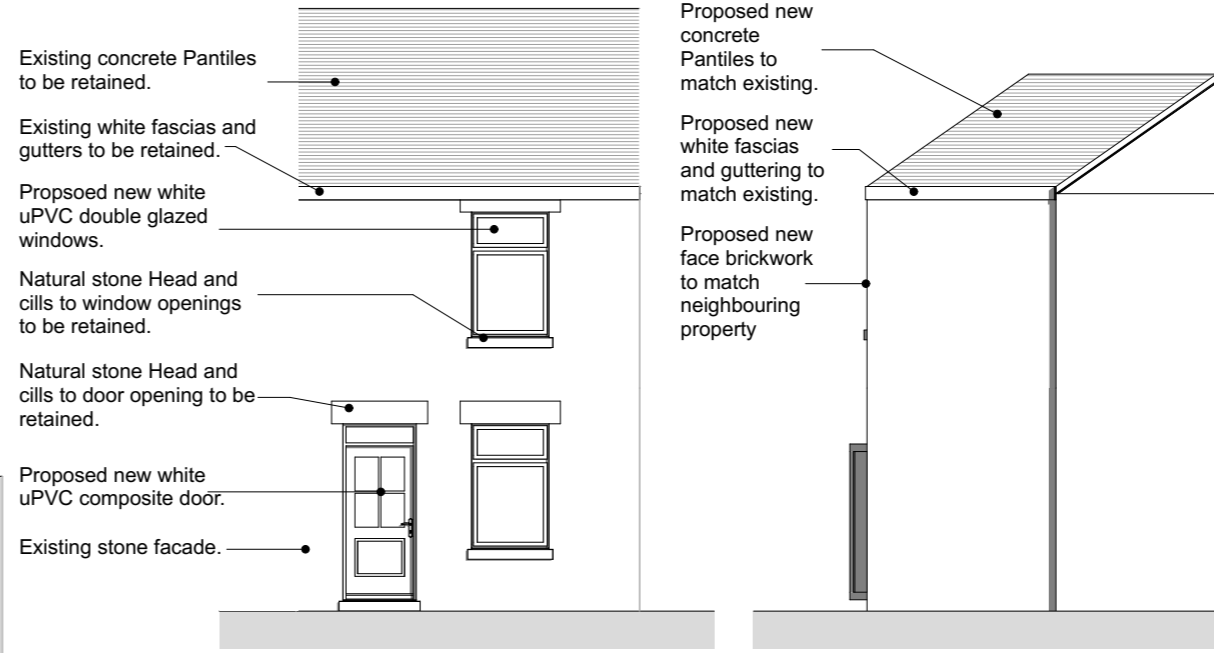 Existing concrete Pantiles
to be retained.
Existing white fascias and
gutters to be retained.
Propsoed new white
uPVC double glazed
windows.
Natural stone Head and
cills to window openings
to be retained.
Natural stone Head and
cills to door opening to be
retained.
Proposed new white
uPVC composite door.
Existing stone facade.
Proposed new
concrete
Pantiles to
match existing.
Proposed new
white fascias
and guttering to
match existing.
Proposed new
face brickwork
to match
neighbouring
property